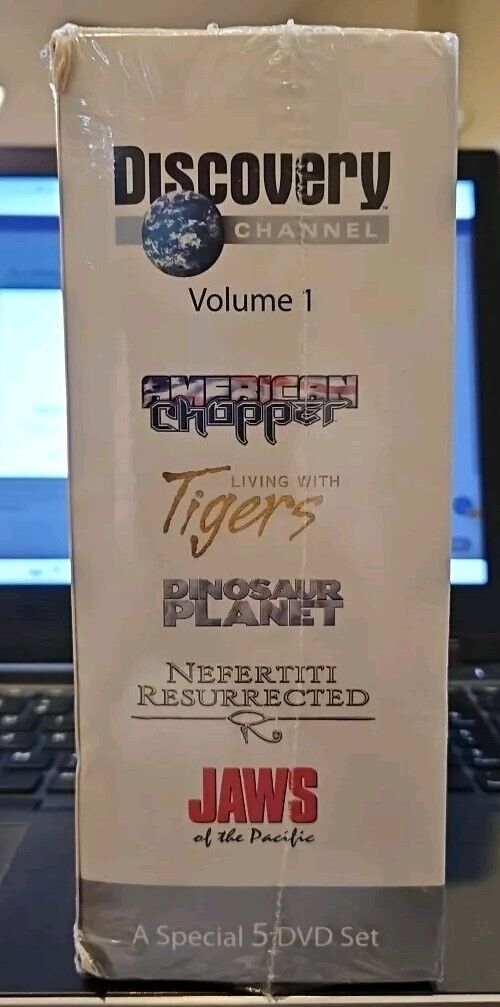 Discovery
CHANNEL
Volume 1
AMERICAN
Chopper
LIVING WITH
Tigers
DINOSAUR
PLANET
NEFERTITI
RESURRECTED
JAWS
of the Pacific
A Special 5-DVD Set